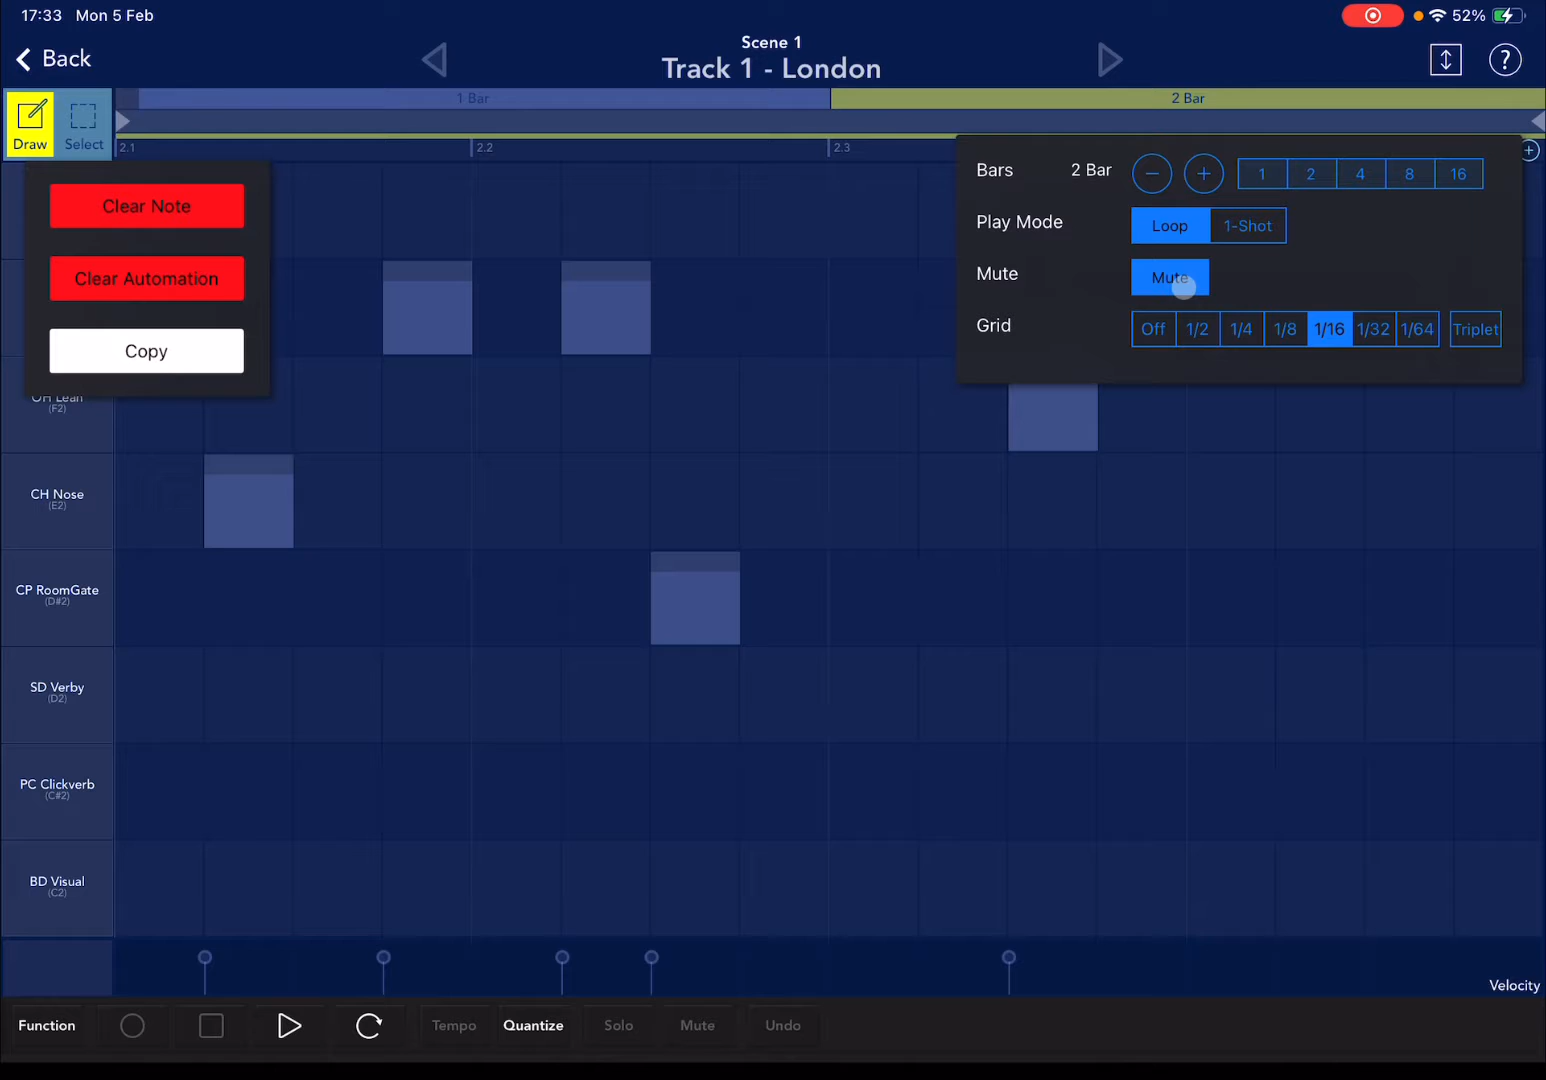 17:33 Mon 5 Feb
52%
Back
Scene 1
Track 1 - London
1 Bar
2 Bar
Draw
Select
2.1
2.2
2.3
Clear Note
Clear Automation
Copy
Bars 2 Bar 1 2 4 8 16
Play Mode Loop 1-Shot
Mute Mute
Grid Off 1/2 1/4 1/8 1/16 1/32 1/64 Triplet
OH Lean
(F2)
CH Nose
(E2)
CP RoomGate
(D#2)
SD Verby
(D2)
PC Clickverb
(C#2)
BD Visual
(C2)
Velocity
Function Tempo Quantize Solo Mute Undo